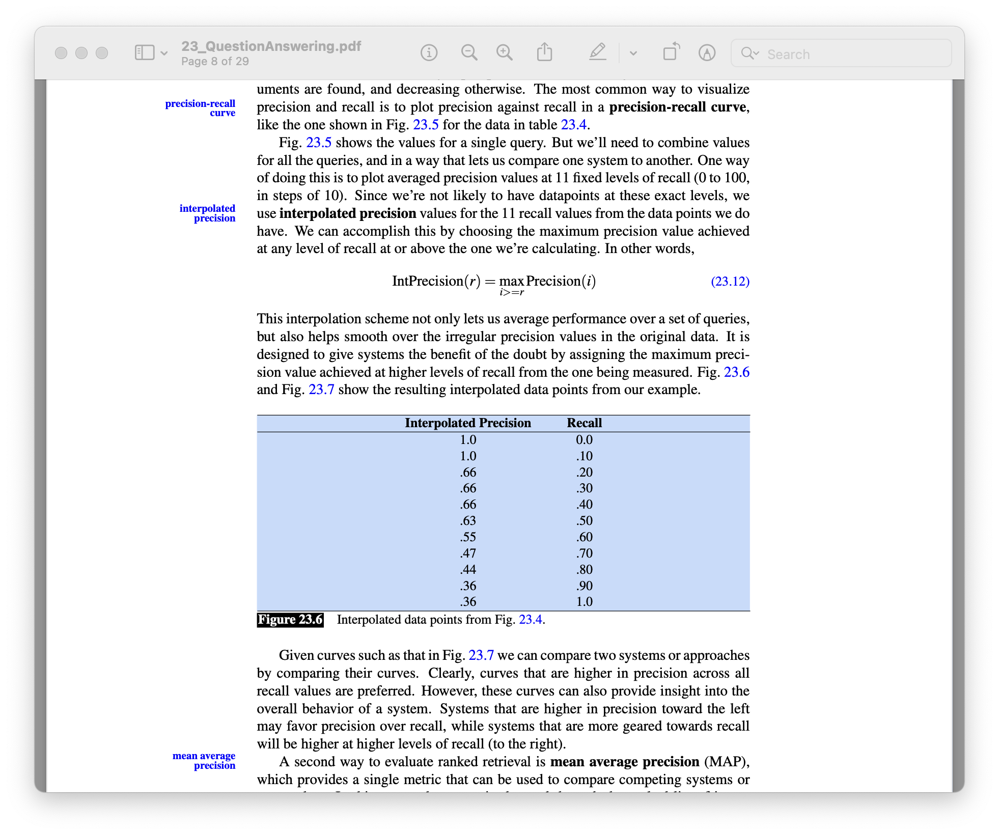 23_QuestionAnswering.pdf
Page 8 of 29
Search
uments are found, and decreasing otherwise. The most common way to visualize
precision-recall
curve
precision and recall is to plot precision against recall in a precision-recall curve,
like the one shown in Fig. 23.5 for the data in table 23.4.
Fig. 23.5 shows the values for a single query. But we’ll need to combine values
for all the queries, and in a way that lets us compare one system to another. One way
of doing this is to plot averaged precision values at 11 fixed levels of recall (0 to 100,
in steps of 10). Since we’re not likely to have datapoints at these exact levels, we
interpolated
precision
use interpolated precision values for the 11 recall values from the data points we do
have. We can accomplish this by choosing the maximum precision value achieved
at any level of recall at or above the one we’re calculating. In other words,
IntPrecision(r) = max Precision(i) (23.12)
i>=r
This interpolation scheme not only lets us average performance over a set of queries,
but also helps smooth over the irregular precision values in the original data. It is
designed to give systems the benefit of the doubt by assigning the maximum preci-
sion value achieved at higher levels of recall from the one being measured. Fig. 23.6
and Fig. 23.7 show the resulting interpolated data points from our example.
Interpolated Precision Recall
1.0 0.0
1.0 .10
.66 .20
.66 .30
.66 .40
.63 .50
.55 .60
.47 .70
.44 .80
.36 .90
.36 1.0
Figure 23.6 Interpolated data points from Fig. 23.4.
Given curves such as that in Fig. 23.7 we can compare two systems or approaches
by comparing their curves. Clearly, curves that are higher in precision across all
recall values are preferred. However, these curves can also provide insight into the
overall behavior of a system. Systems that are higher in precision toward the left
may favor precision over recall, while systems that are more geared towards recall
will be higher at higher levels of recall (to the right).
mean average
precision
A second way to evaluate ranked retrieval is mean average precision (MAP),
which provides a single metric that can be used to compare competing systems or